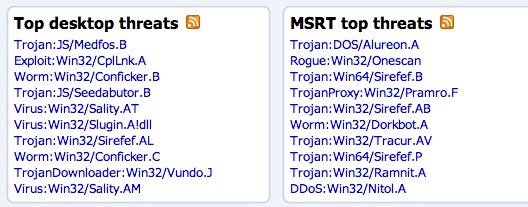 Top desktop threats
Trojan:JS/Medfos.B
Exploit:Win32/CplLnk.A
Worm:Win32/Conficker.B
Trojan:JS/Seedabutor.B
Virus:Win32/Sality.AT
Virus:Win32/Slugin.A!dll
Trojan:Win32/Sirefef.AL
Worm:Win32/Conficker.C
TrojanDownloader:Win32/Vundo.J
Virus:Win32/Sality.AM
MSRT top threats
Trojan:DOS/Alureon.A
Rogue:Win32/Onescan
Trojan:Win64/Sirefef.B
TrojanProxy:Win32/Pramro.F
Trojan:Win32/Sirefef.AB
Worm:Win32/Dorkbot.A
Trojan:Win32/Tracur.AV
Trojan:Win64/Sirefef.P
Trojan:Win32/Ramnit.A
DDoS:Win32/Nitol.A